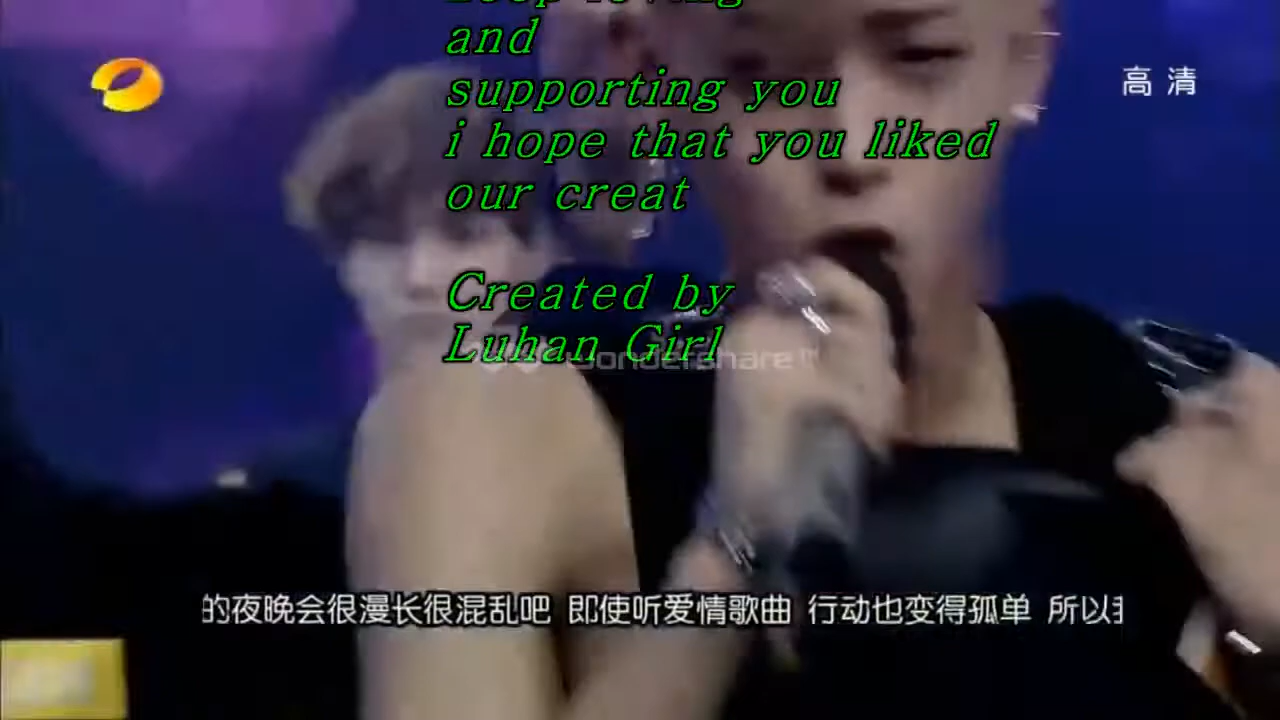 高清
and
supporting you
i hope that you liked
our creat
Created by
Luhan Girl
wondershare™
的夜晚会很漫长很混乱吧 即使听爱情歌曲 行动也变得孤单 所以